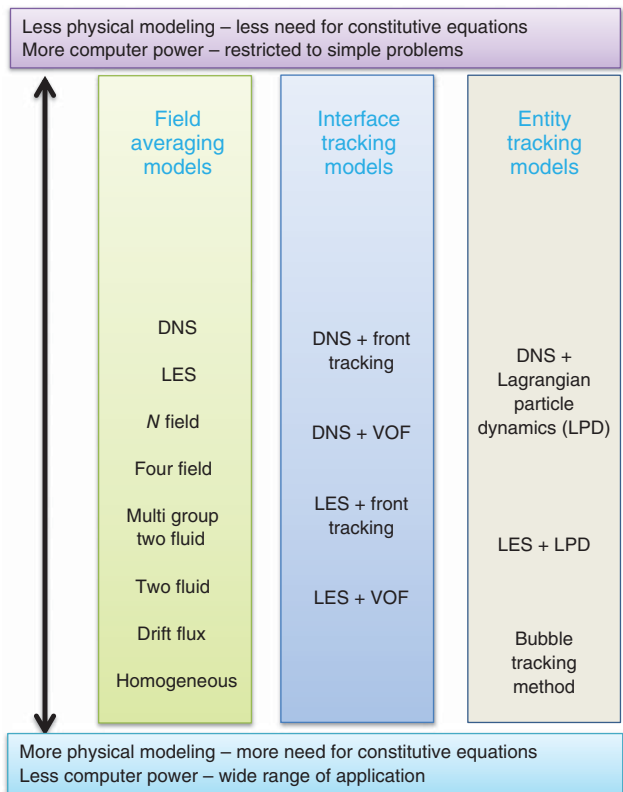 Less physical modeling – less need for constitutive equations
More computer power – restricted to simple problems
Field
averaging
models
DNS
LES
N field
Four field
Multi group
two fluid
Two fluid
Drift flux
Homogeneous
Interface
tracking
models
DNS + front
tracking
DNS + VOF
LES + front
tracking
LES + VOF
Entity
tracking
models
DNS +
Lagrangian
particle
dynamics (LPD)
LES + LPD
Bubble
tracking
method
More physical modeling – more need for constitutive equations
Less computer power – wide range of application